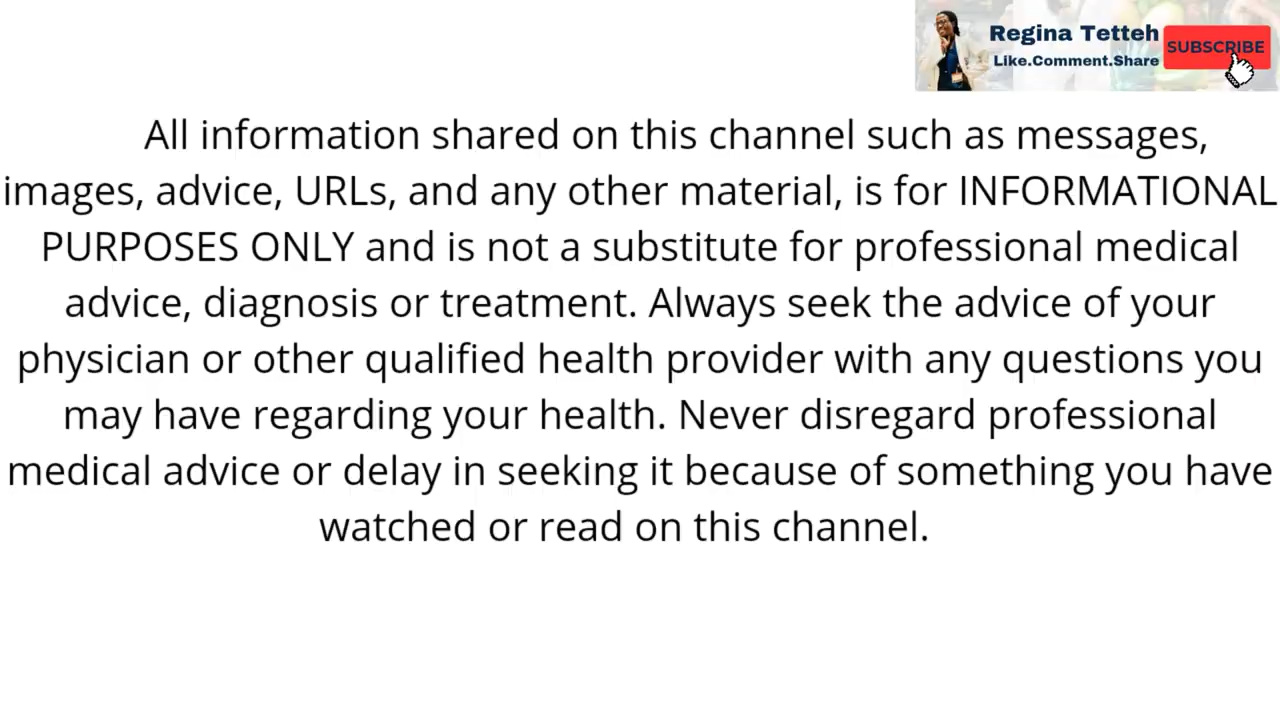 Regina Tetteh
SUBSCRIBE
Like.Comment.Share
All information shared on this channel such as messages,
images, advice, URLs, and any other material, is for INFORMATIONAL
PURPOSES ONLY and is not a substitute for professional medical
advice, diagnosis or treatment. Always seek the advice of your
physician or other qualified health provider with any questions you
may have regarding your health. Never disregard professional
medical advice or delay in seeking it because of something you have
watched or read on this channel.